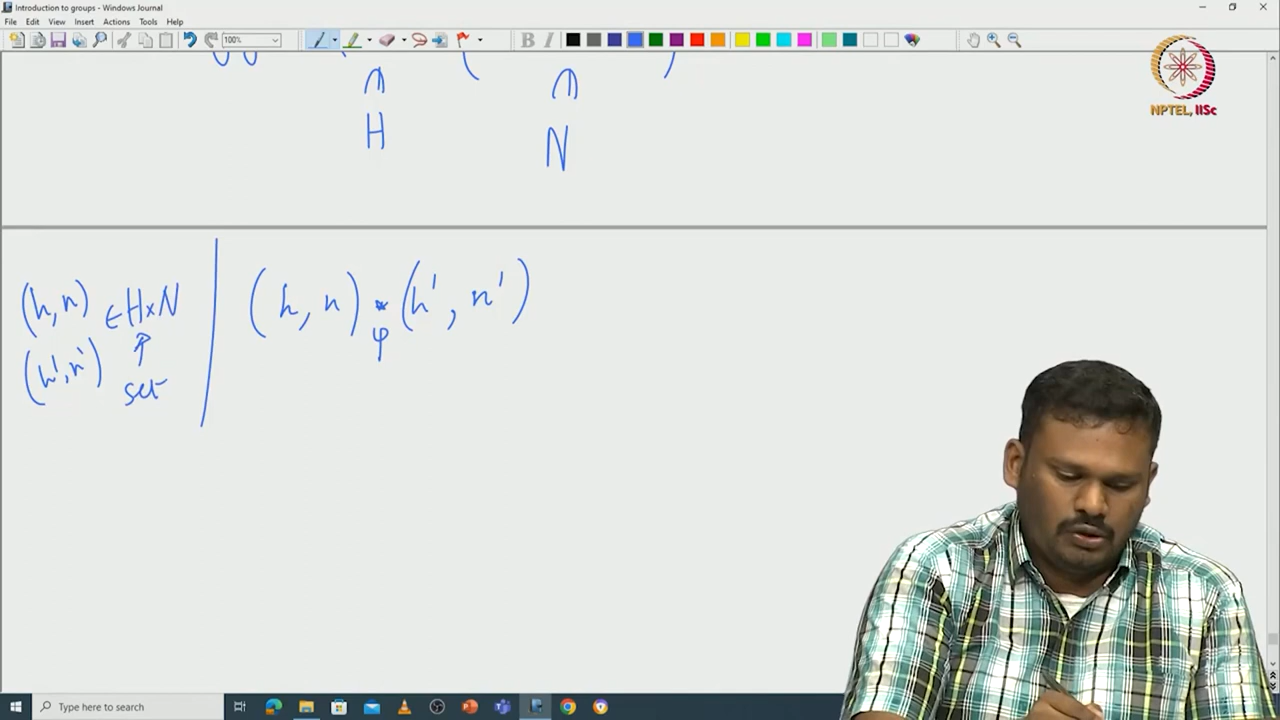 Introduction to groups - Windows Journal
File Edit View Insert Actions Tools Help
100%
B I
NPTEL, IISc
H N
(h, n) ∈ H×N
(h', n') ↑ set
(h, n) *φ (h', n')
Type here to search